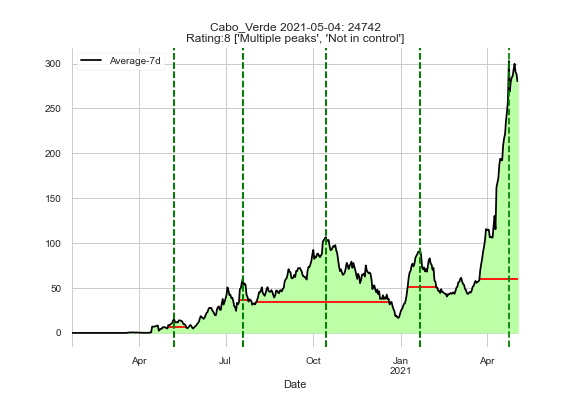 Cabo_Verde 2021-05-04: 24742
Rating:8 ['Multiple peaks', 'Not in control']
Average-7d
300
250
200
150
100
50
0
Apr
Jul
Oct
Jan
2021
Apr
Date